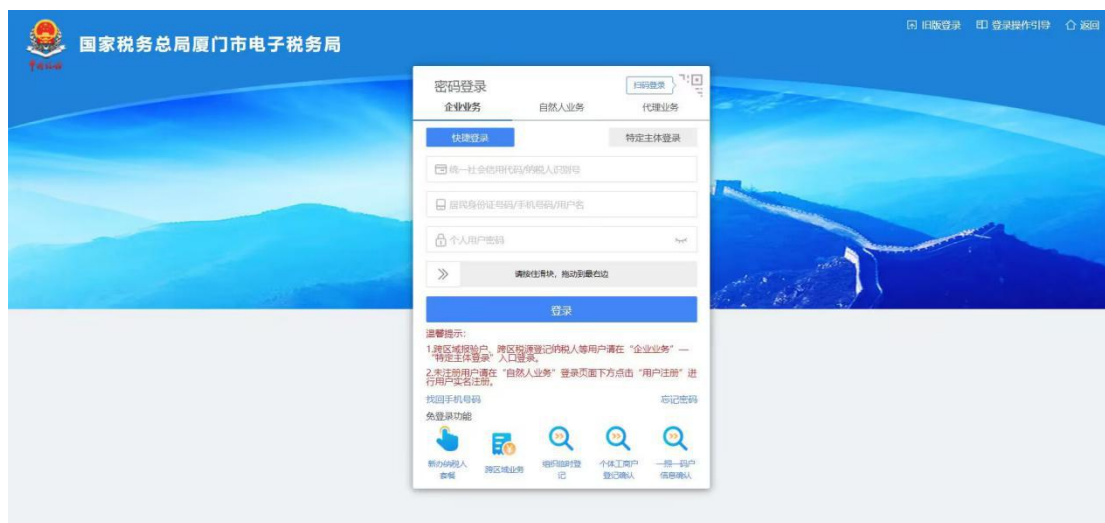 旧版登录 登录操作引导 返回
国家税务总局厦门市电子税务局
中国税务
密码登录 扫码登录
企业业务 自然人业务 代理业务
快捷登录 特定主体登录
统一社会信用代码/纳税人识别号
居民身份证号码/手机号码/用户名
个人用户密码
请按住滑块，拖动到最右边
登录
温馨提示：
1.跨区域报验户、跨区税源登记纳税人等用户请在“企业业务”—
“特定主体登录”入口登录。
2.未注册用户请在“自然人业务”登录页面下方点击“用户注册”进
行用户实名注册。
找回手机号码 忘记密码
免登录功能
新办纳税人 跨区域业务 组织临时登 个体工商户 一照一码户
套餐 记 登记确认 信息确认